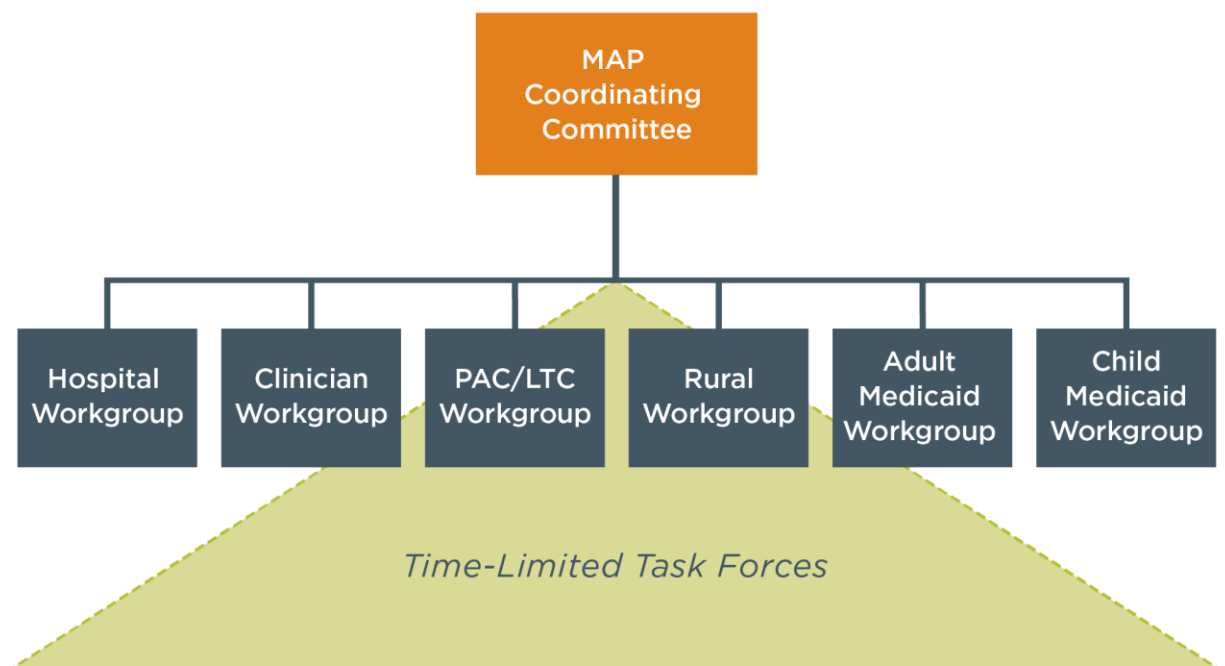 MAP
Coordinating
Committee
Hospital
Workgroup
Clinician
Workgroup
PAC/LTC
Workgroup
Rural
Workgroup
Adult
Medicaid
Workgroup
Child
Medicaid
Workgroup
Time-Limited Task Forces